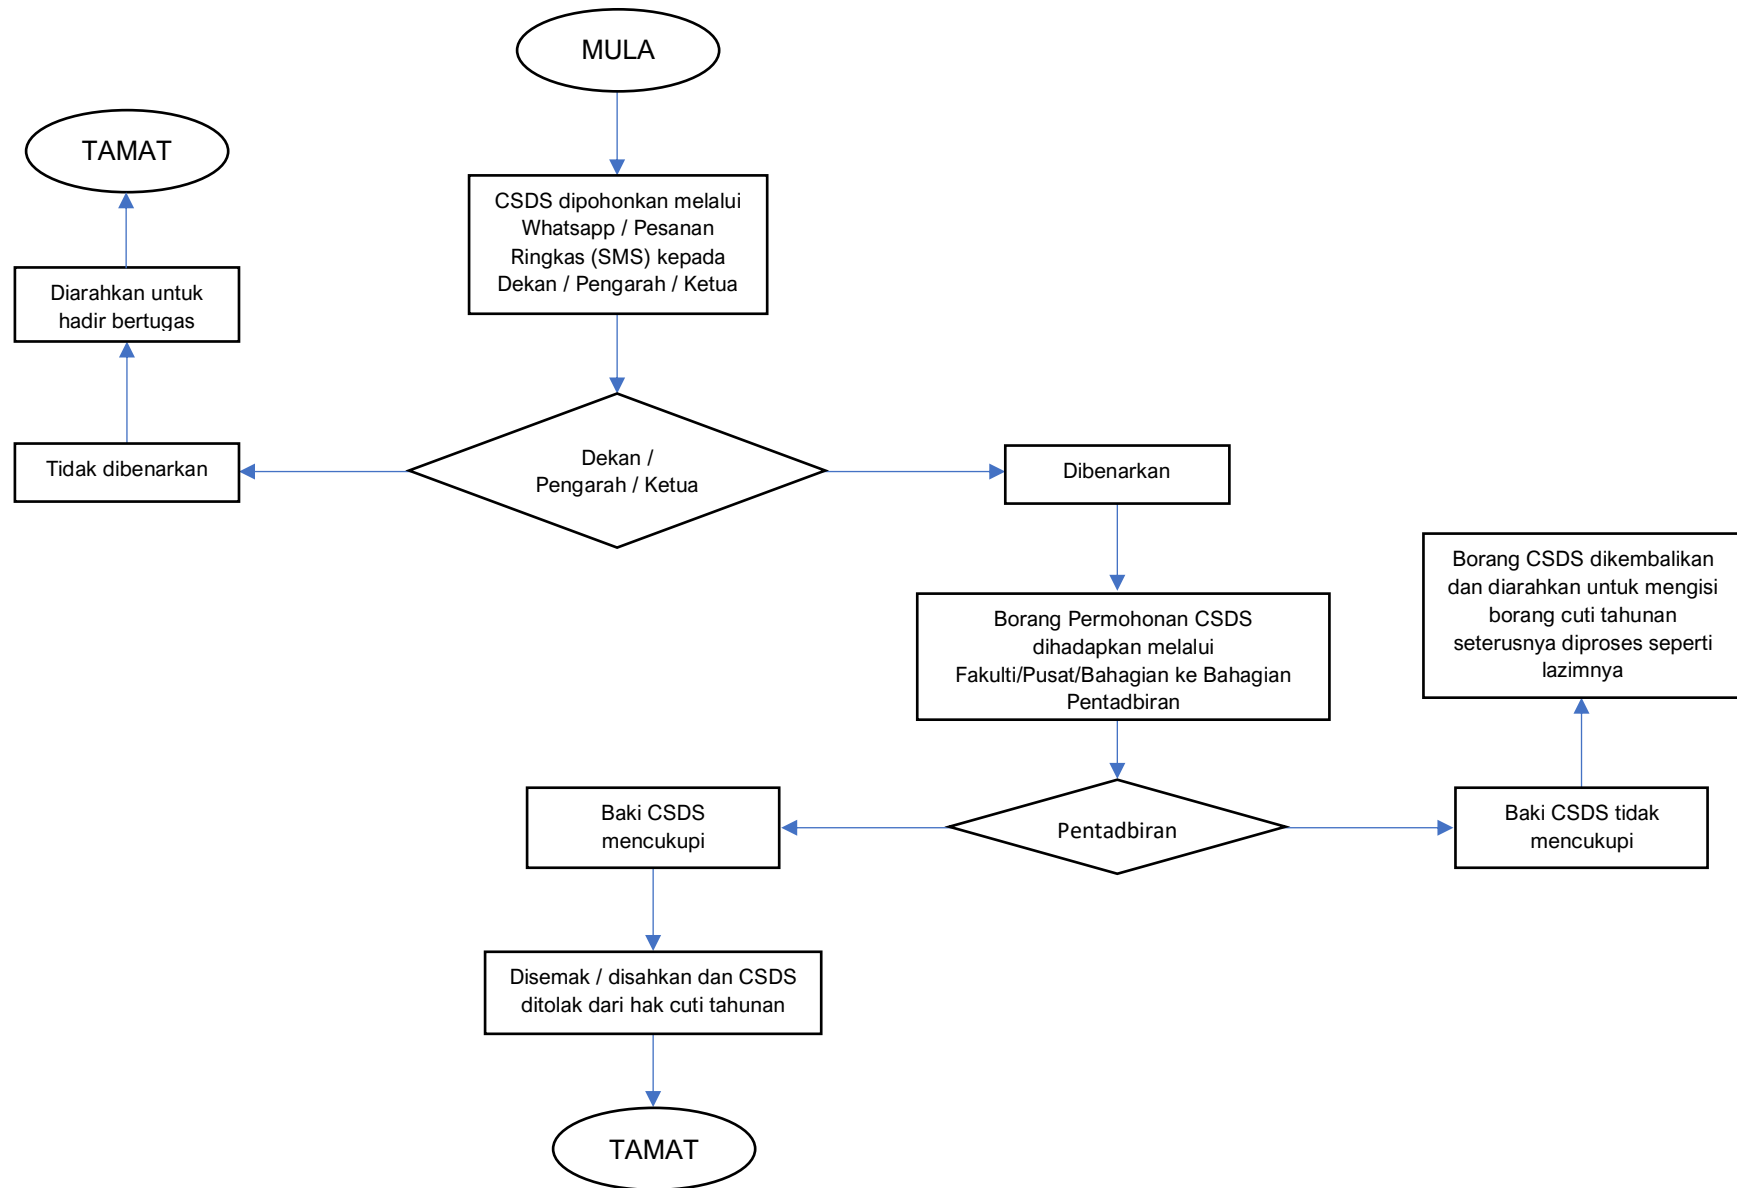 MULA
TAMAT
CSDS dipohonkan melalui
Whatsapp / Pesanan
Ringkas (SMS) kepada
Dekan / Pengarah / Ketua
Diarahkan untuk
hadir bertugas
Tidak dibenarkan
Dekan /
Pengarah / Ketua
Dibenarkan
Borang CSDS dikembalikan
dan diarahkan untuk mengisi
borang cuti tahunan
seterusnya diproses seperti
lazimnya
Borang Permohonan CSDS
dihadapkan melalui
Fakulti/Pusat/Bahagian ke Bahagian
Pentadbiran
Baki CSDS
mencukupi
Pentadbiran
Baki CSDS tidak
mencukupi
Disemak / disahkan dan CSDS
ditolak dari hak cuti tahunan
TAMAT